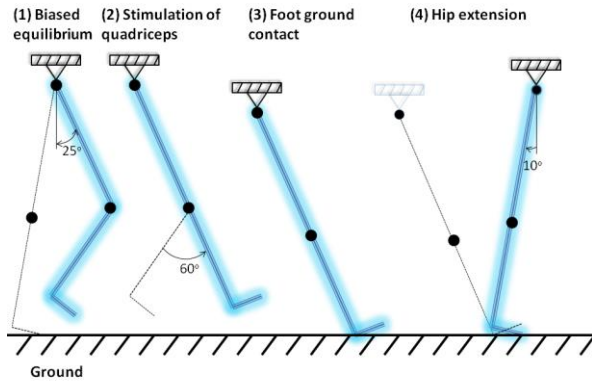 (1) Biased
equilibrium
(2) Stimulation of
quadriceps
(3) Foot ground
contact
(4) Hip extension
25°
60°
10°
Ground